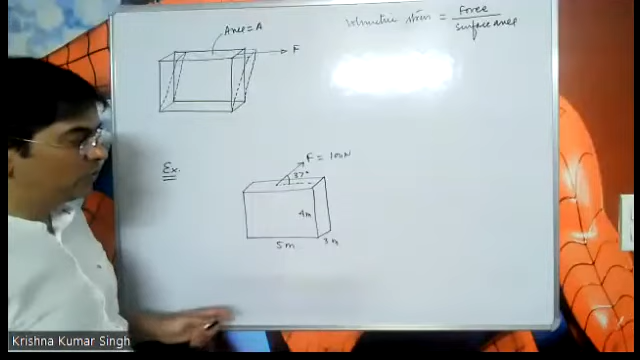 Area = A
F
Volumetric stress = Force / Surface area
Ex.
F = 100N
37°
4m
5m
3m
Krishna Kumar Singh